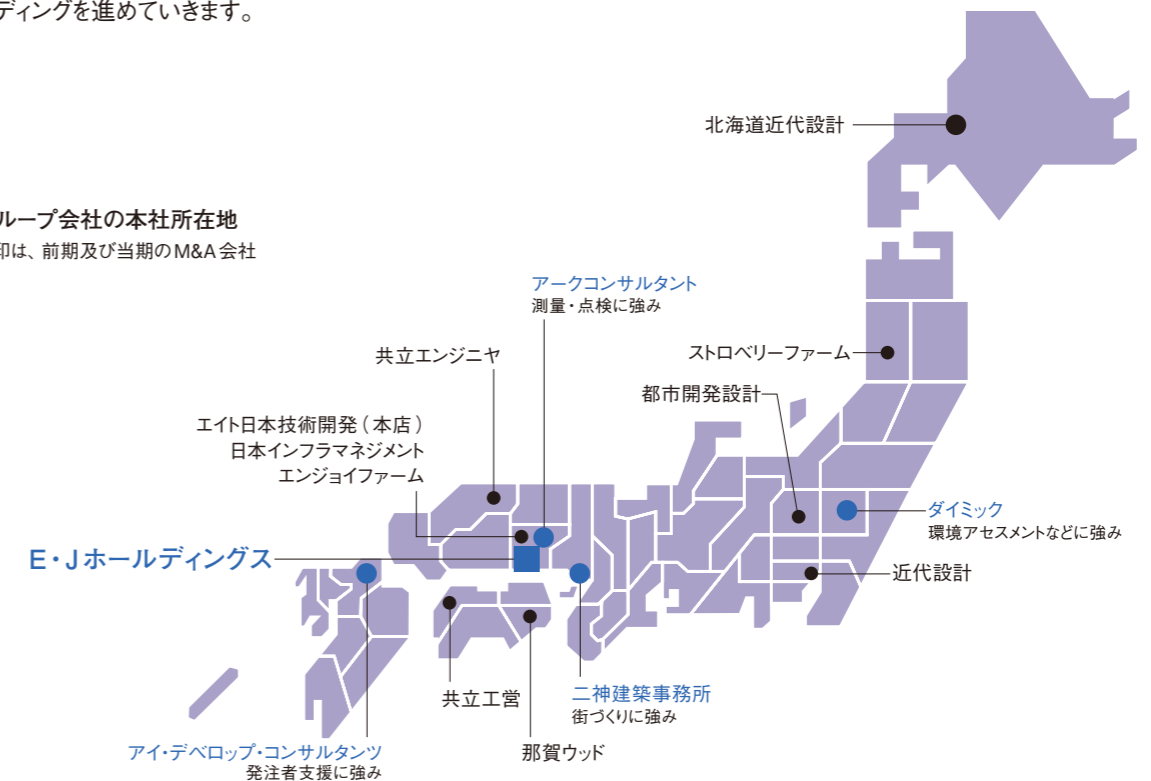 ディングを進めていきます。
北海道近代設計
ループ会社の本社所在地
印は、前期及び当期のM&A会社
アークコンサルタント
測量・点検に強み
共立エンジニヤ
ストロベリーファーム
都市開発設計
エイト日本技術開発(本店)
日本インフラマネジメント
エンジョイファーム
ダイミック
環境アセスメントなどに強み
E・Jホールディングス
近代設計
共立工営
二神建築事務所
街づくりに強み
那賀ウッド
アイ・デベロップ・コンサルタンツ
発注者支援に強み